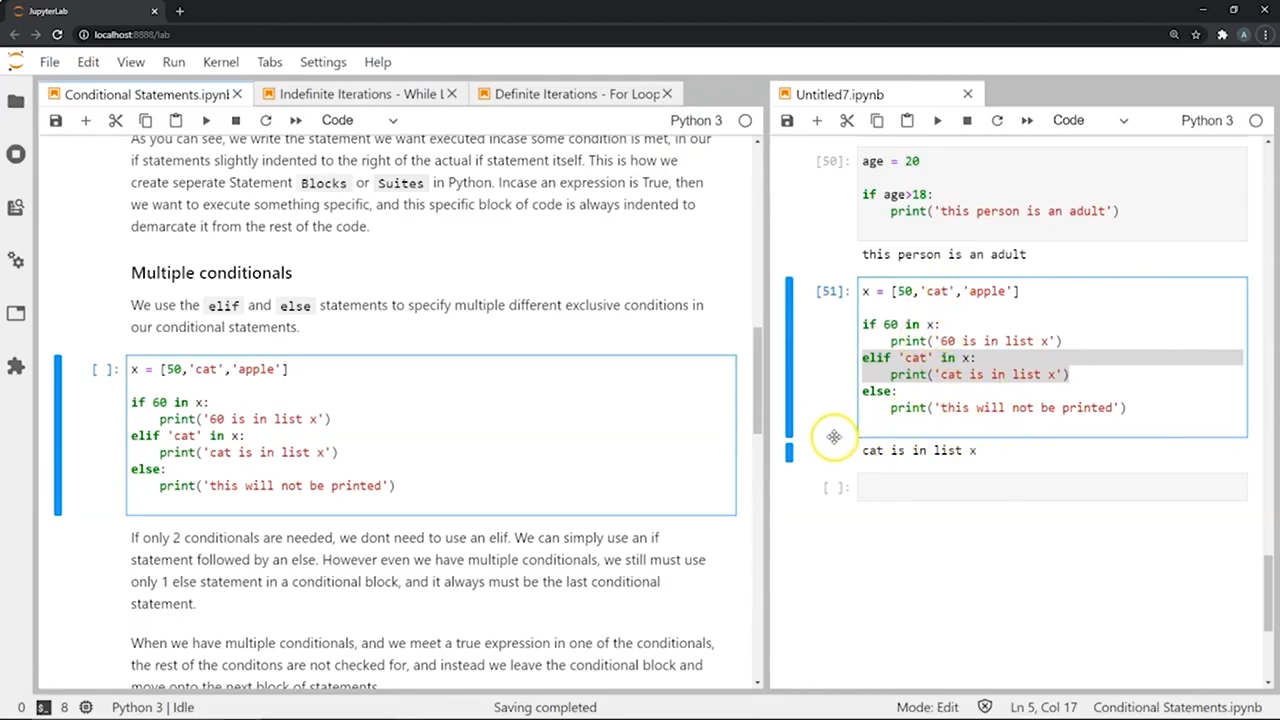 JupyterLab
localhost:8888/lab
File Edit View Run Kernel Tabs Settings Help
Conditional Statements.ipynl
Indefinite Iterations - While L
Definite Iterations - For Loop
Untitled7.ipynb
Code
Python 3
Code
Python 3
As you can see, we write the statement we want executed incase some condition is met, in our
if statements slightly indented to the right of the actual if statement itself. This is how we
create seperate Statement Blocks or Suites in Python. Incase an expression is True, then
we want to execute something specific, and this specific block of code is always indented to
demarcate it from the rest of the code.
Multiple conditionals
We use the elif and else statements to specify multiple different exclusive conditions in
our conditional statements.
[ ]: x = [50,'cat','apple']
if 60 in x:
print('60 is in list x')
elif 'cat' in x:
print('cat is in list x')
else:
print('this will not be printed')
If only 2 conditionals are needed, we dont need to use an elif. We can simply use an if
statement followed by an else. However even we have multiple conditionals, we still must use
only 1 else statement in a conditional block, and it always must be the last conditional
statement.
When we have multiple conditionals, and we meet a true expression in one of the conditionals,
the rest of the conditons are not checked for, and instead we leave the conditional block and
move onto the next block of statements
[50]: age = 20
if age>18:
print('this person is an adult')
this person is an adult
[51]: x = [50,'cat','apple']
if 60 in x:
print('60 is in list x')
elif 'cat' in x:
print('cat is in list x')
else:
print('this will not be printed')
cat is in list x
[ ]:
0
8
Python 3 | Idle
Saving completed
Mode: Edit
Ln 5, Col 17
Conditional Statements.ipynb
A